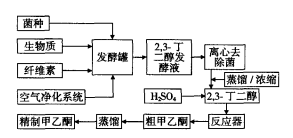 菌种
生物质
纤维素
空气净化系统
发酵罐
2,3-丁
二醇发
酵液
离心去
除菌
蒸馏/浓缩
H₂SO₄
2,3-丁二醇
反应器
粗甲乙酮
蒸馏
精制甲乙酮